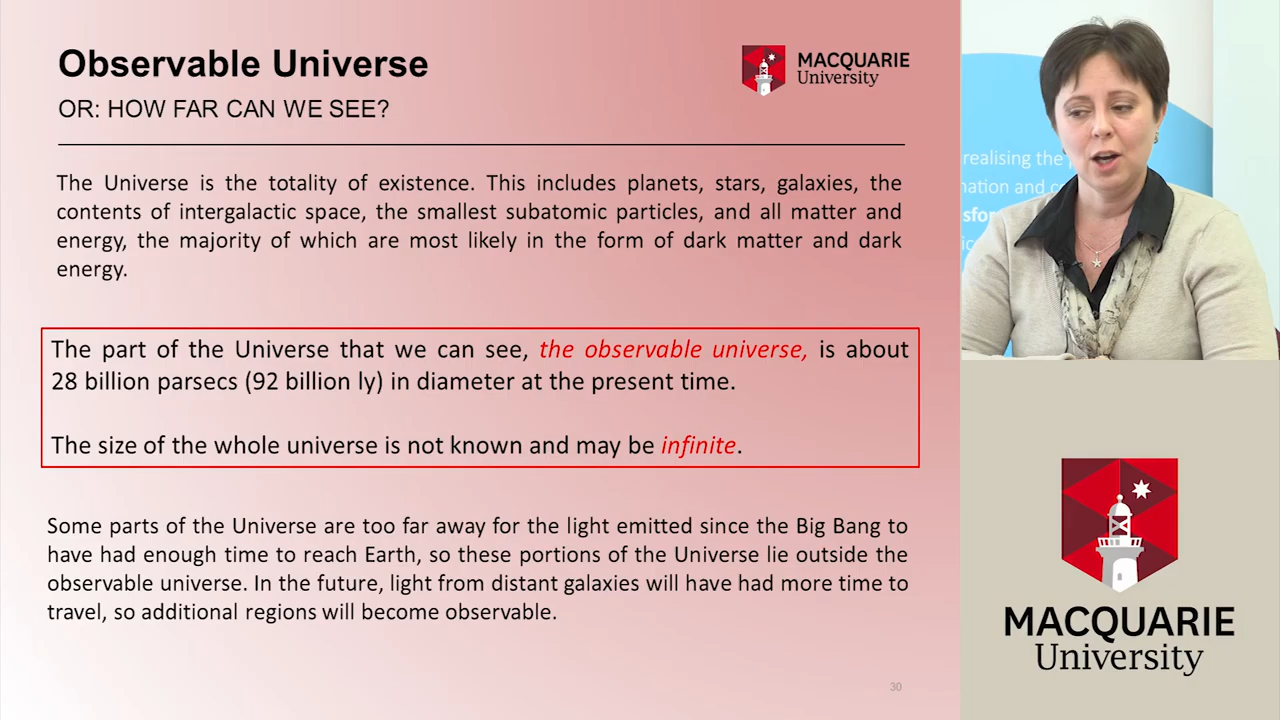 Observable Universe
OR: HOW FAR CAN WE SEE?
MACQUARIE
University
The Universe is the totality of existence. This includes planets, stars, galaxies, the
contents of intergalactic space, the smallest subatomic particles, and all matter and
energy, the majority of which are most likely in the form of dark matter and dark
energy.
The part of the Universe that we can see, the observable universe, is about
28 billion parsecs (92 billion ly) in diameter at the present time.
The size of the whole universe is not known and may be infinite.
Some parts of the Universe are too far away for the light emitted since the Big Bang to
have had enough time to reach Earth, so these portions of the Universe lie outside the
observable universe. In the future, light from distant galaxies will have had more time to
travel, so additional regions will become observable.
30
realising the
and
MACQUARIE
University